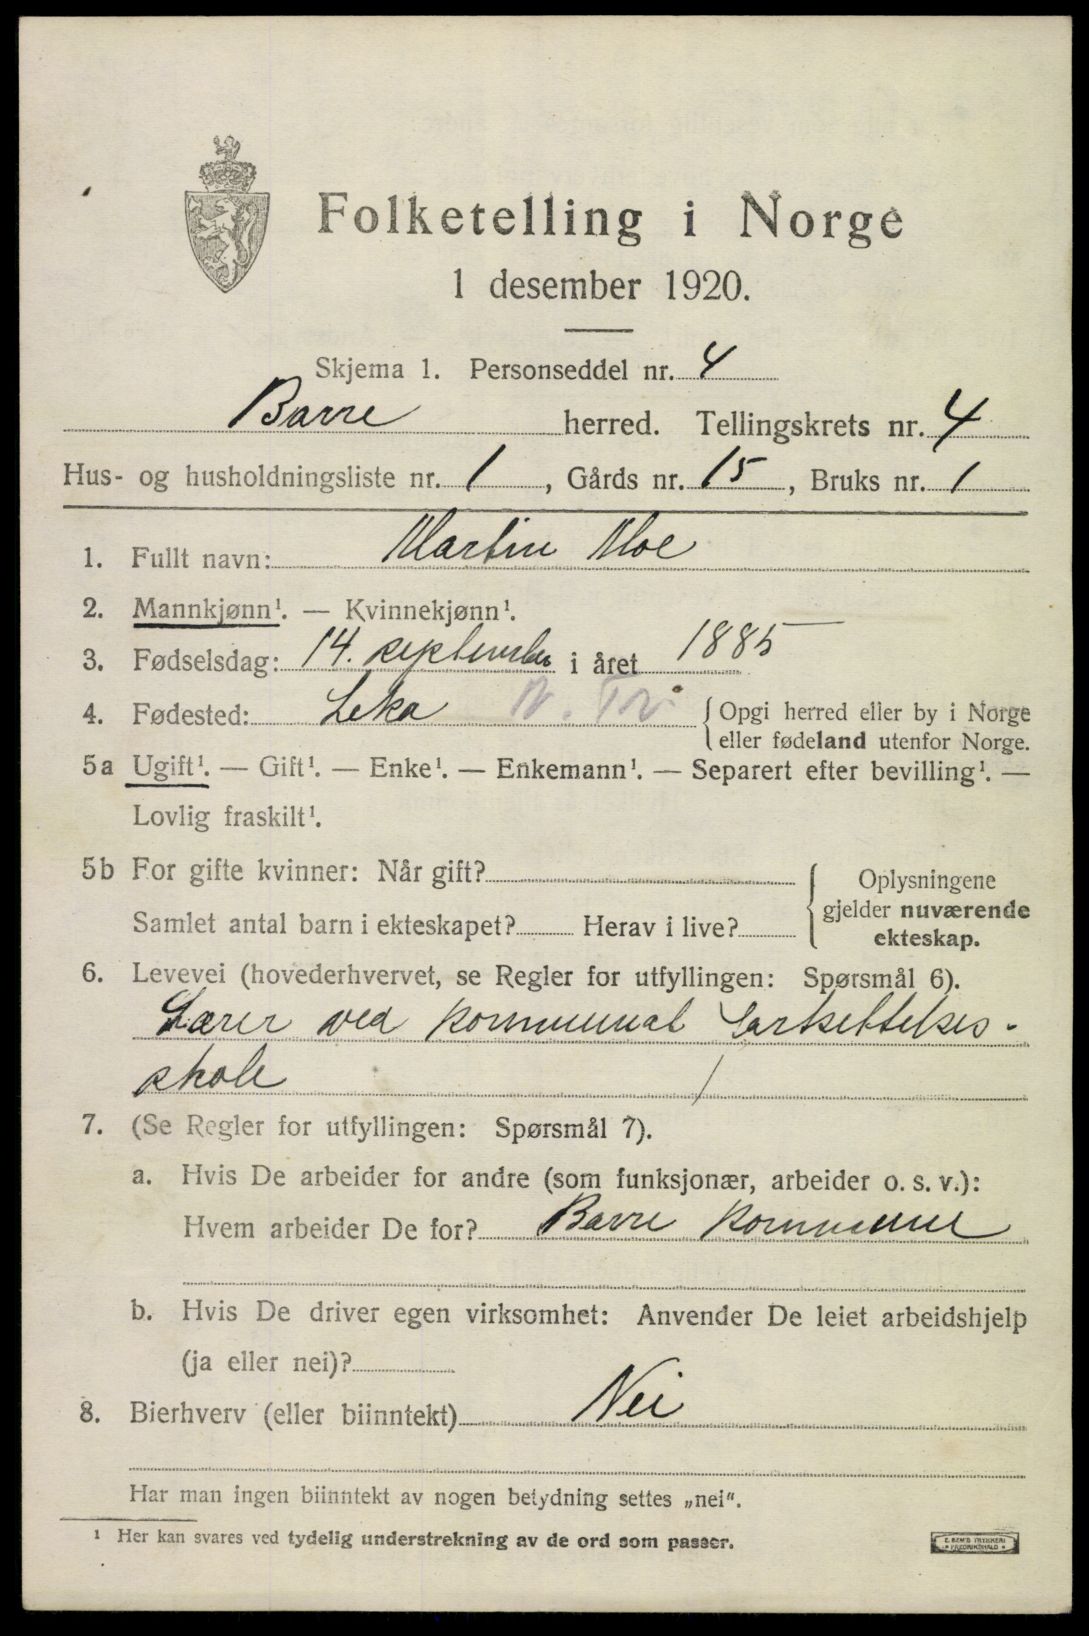 Folketelling i Norge
1 desember 1920.
Skjema 1. Personseddel nr. 4
Borre herred. Tellingskrets nr. 4
Hus- og husholdningsliste nr. 1, Gårds nr. 15, Bruks nr. 1
1. Fullt navn: Martin Moe
2. Mannkjønn¹. — Kvinnekjønn¹.
3. Fødselsdag: 14. september i året 1885
4. Fødested: Leka N. Tr. {Opgi herred eller by i Norge
eller fødeland utenfor Norge.
5a Ugift¹. — Gift¹. — Enke¹. — Enkemann¹. — Separert efter bevilling¹. —
Lovlig fraskilt¹.
5b For gifte kvinner: Når gift?
Samlet antal barn i ekteskapet? Herav i live?
{Oplysningene
gjelder nuværende
ekteskap.
6. Levevei (hovederhvervet, se Regler for utfyllingen: Spørsmål 6).
Lærer ved kommunal fortsettelses-
skole
7. (Se Regler for utfyllingen: Spørsmål 7).
a. Hvis De arbeider for andre (som funksjonær, arbeider o. s. v.):
Hvem arbeider De for? Borre kommune
b. Hvis De driver egen virksomhet: Anvender De leiet arbeidshjelp
(ja eller nei)?
8. Bierhverv (eller biinntekt) Nei
Har man ingen biinntekt av nogen betydning settes „nei".
¹ Her kan svares ved tydelig understrekning av de ord som passer.
E. SEM'S TRYKKERI
FREDRIKSHALD